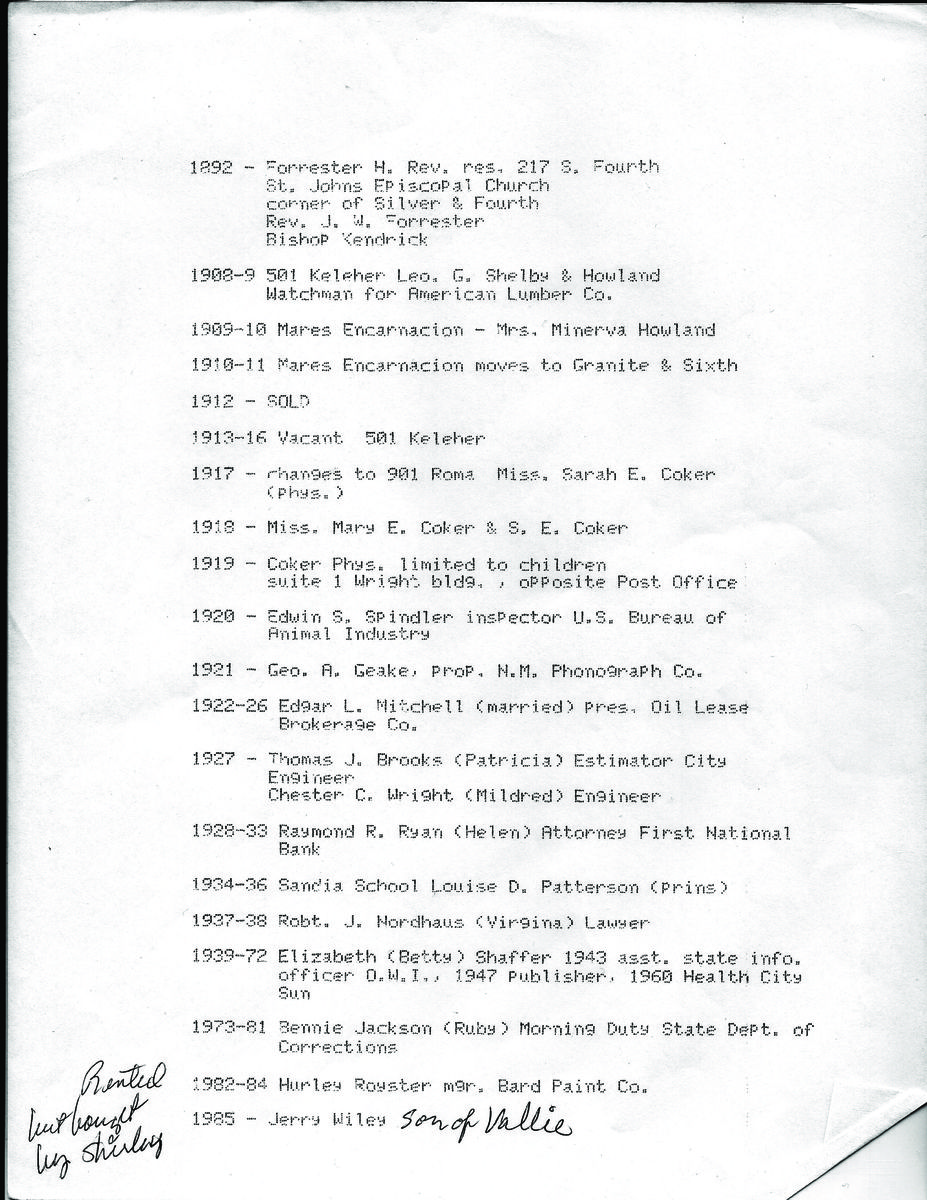 1892 - Forrester H. Rev. res. 217 S. Fourth
St. Johns Episcopal Church
corner of Silver & Fourth
Rev. J. W. Forrester
Bishop Kendrick
1908-9 501 Keleher Leo. G. Shelby & Howland
Watchman for American Lumber Co.
1909-10 Mares Encarnacion - Mrs. Minerva Howland
1910-11 Mares Encarnacion moves to Granite & Sixth
1912 - SOLD
1913-16 Vacant 501 Keleher
1917 - changes to 901 Roma Miss. Sarah E. Coker
(Phys.)
1918 - Miss. Mary E. Coker & S. E. Coker
1919 - Coker Phys. limited to children
suite 1 Wright bldg. , opposite Post Office
1920 - Edwin S. Spindler inspector U.S. Bureau of
Animal Industry
1921 - Geo. A. Geake, prop. N.M. Phonograph Co.
1922-26 Edgar L. Mitchell (married) Pres. Oil Lease
Brokerage Co.
1927 - Thomas J. Brooks (Patricia) Estimator City
Engineer
Chester C. Wright (Mildred) Engineer
1928-33 Raymond R. Ryan (Helen) Attorney First National
Bank
1934-36 Sandia School Louise D. Patterson (prins)
1937-38 Robt. J. Nordhaus (Virgina) Lawyer
1939-72 Elizabeth (Betty) Shaffer 1943 asst. state info.
officer O.W.I., 1947 publisher, 1960 Health City
Sun
1973-81 Bennie Jackson (Ruby) Morning Duty State Dept. of
Corrections
1982-84 Hurley Royster mgr. Bard Paint Co.
1985 - Jerry Wiley Son of Vallie
Rented
but bought
by Shirley